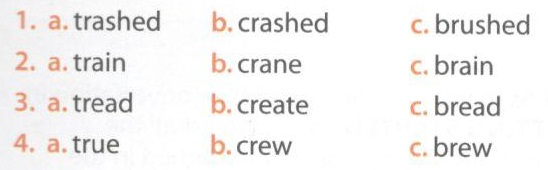 1. a. trashed b. crashed c. brushed
2. a. train b. crane c. brain
3. a. tread b. create c. bread
4. a. true b. crew c. brew